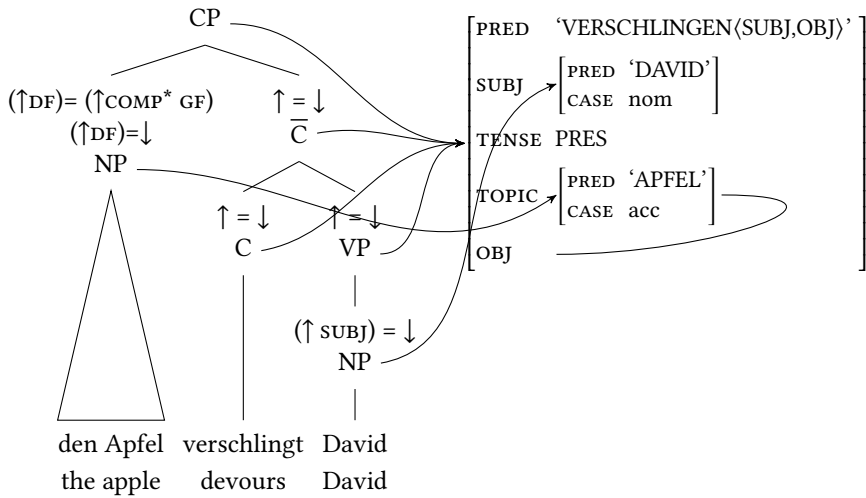 CP
(↑DF)= (↑COMP* GF)
(↑DF)=↓
NP
↑ = ↓
C̅
↑ = ↓
C
↑ = ↓
VP
(↑ SUBJ) = ↓
NP
den Apfel verschlingt David
the apple devours David
PRED ‘VERSCHLINGEN⟨SUBJ,OBJ⟩’
SUBJ
PRED ‘DAVID’
CASE nom
TENSE PRES
TOPIC
PRED ‘APFEL’
CASE acc
OBJ